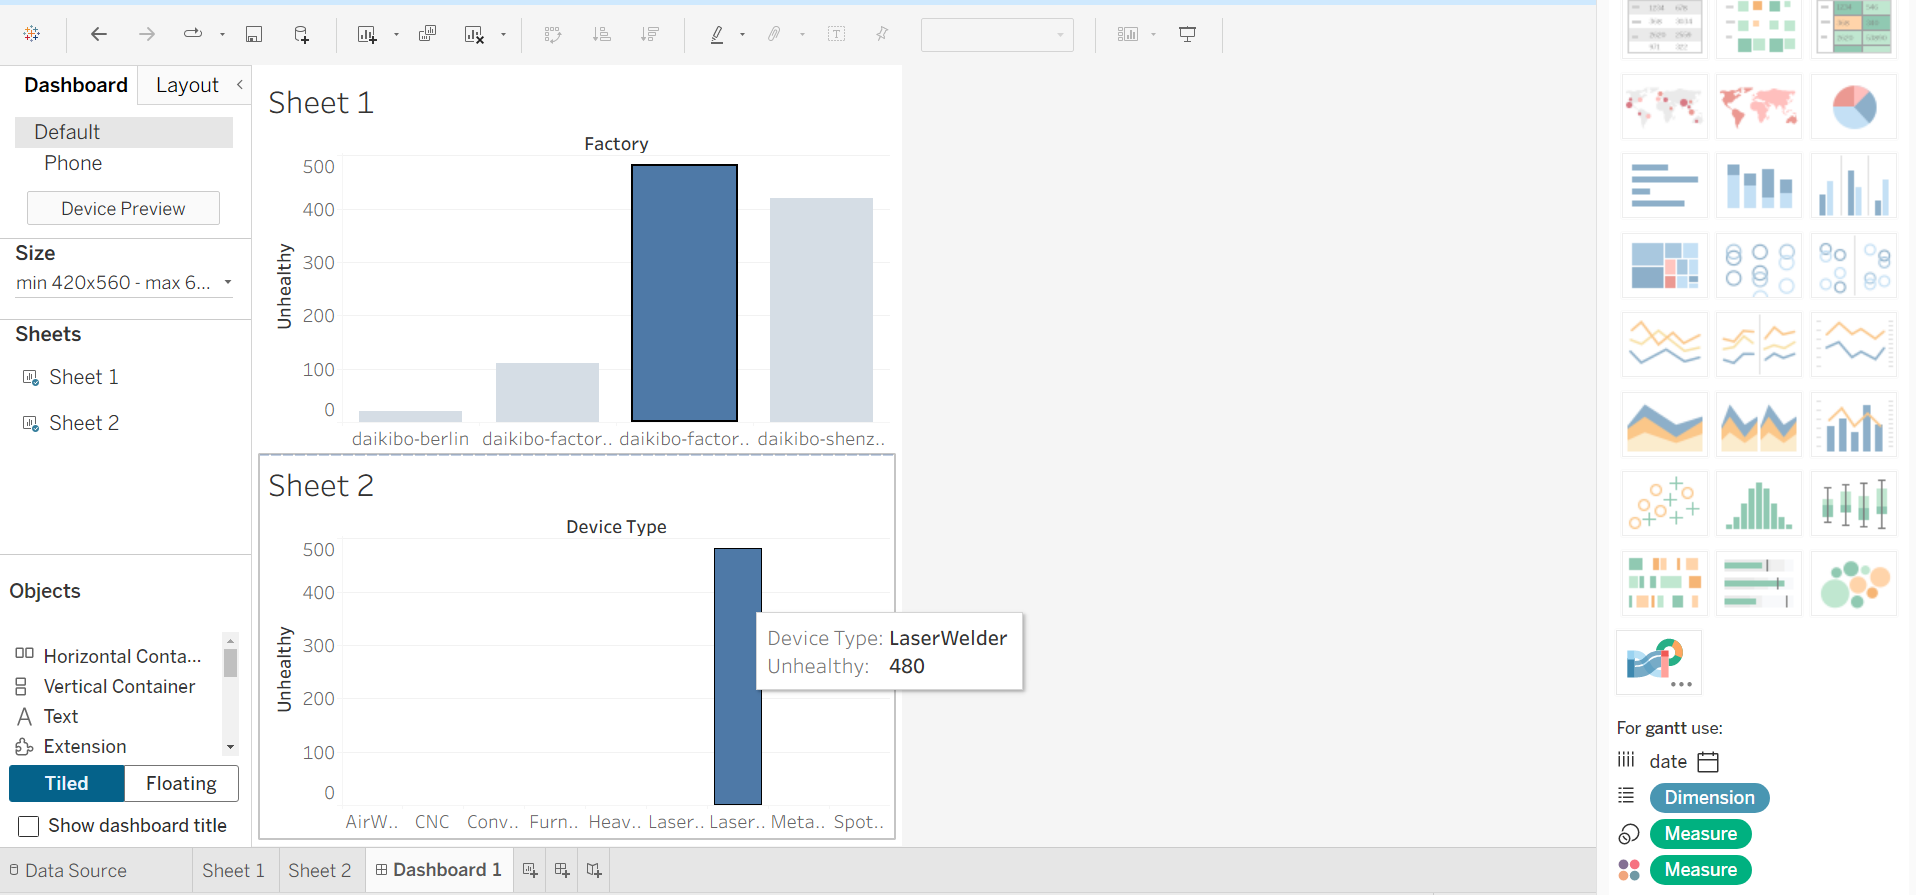 Dashboard
Layout
Default
Phone
Device Preview
Size
min 420x560 - max 6...
Sheets
Sheet 1
Sheet 2
Objects
Horizontal Conta...
Vertical Container
Text
Extension
Tiled
Floating
Show dashboard title
Sheet 1
Factory
Unhealthy
500
400
300
200
100
0
daikibo-berlin
daikibo-factor..
daikibo-factor..
daikibo-shenz..
Sheet 2
Device Type
Unhealthy
500
400
300
200
100
0
AirW..
CNC
Conv..
Furn..
Heav..
Laser..
Laser..
Meta..
Spot..
Device Type: LaserWelder
Unhealthy: 480
For gantt use:
date
Dimension
Measure
Measure
Data Source
Sheet 1
Sheet 2
Dashboard 1